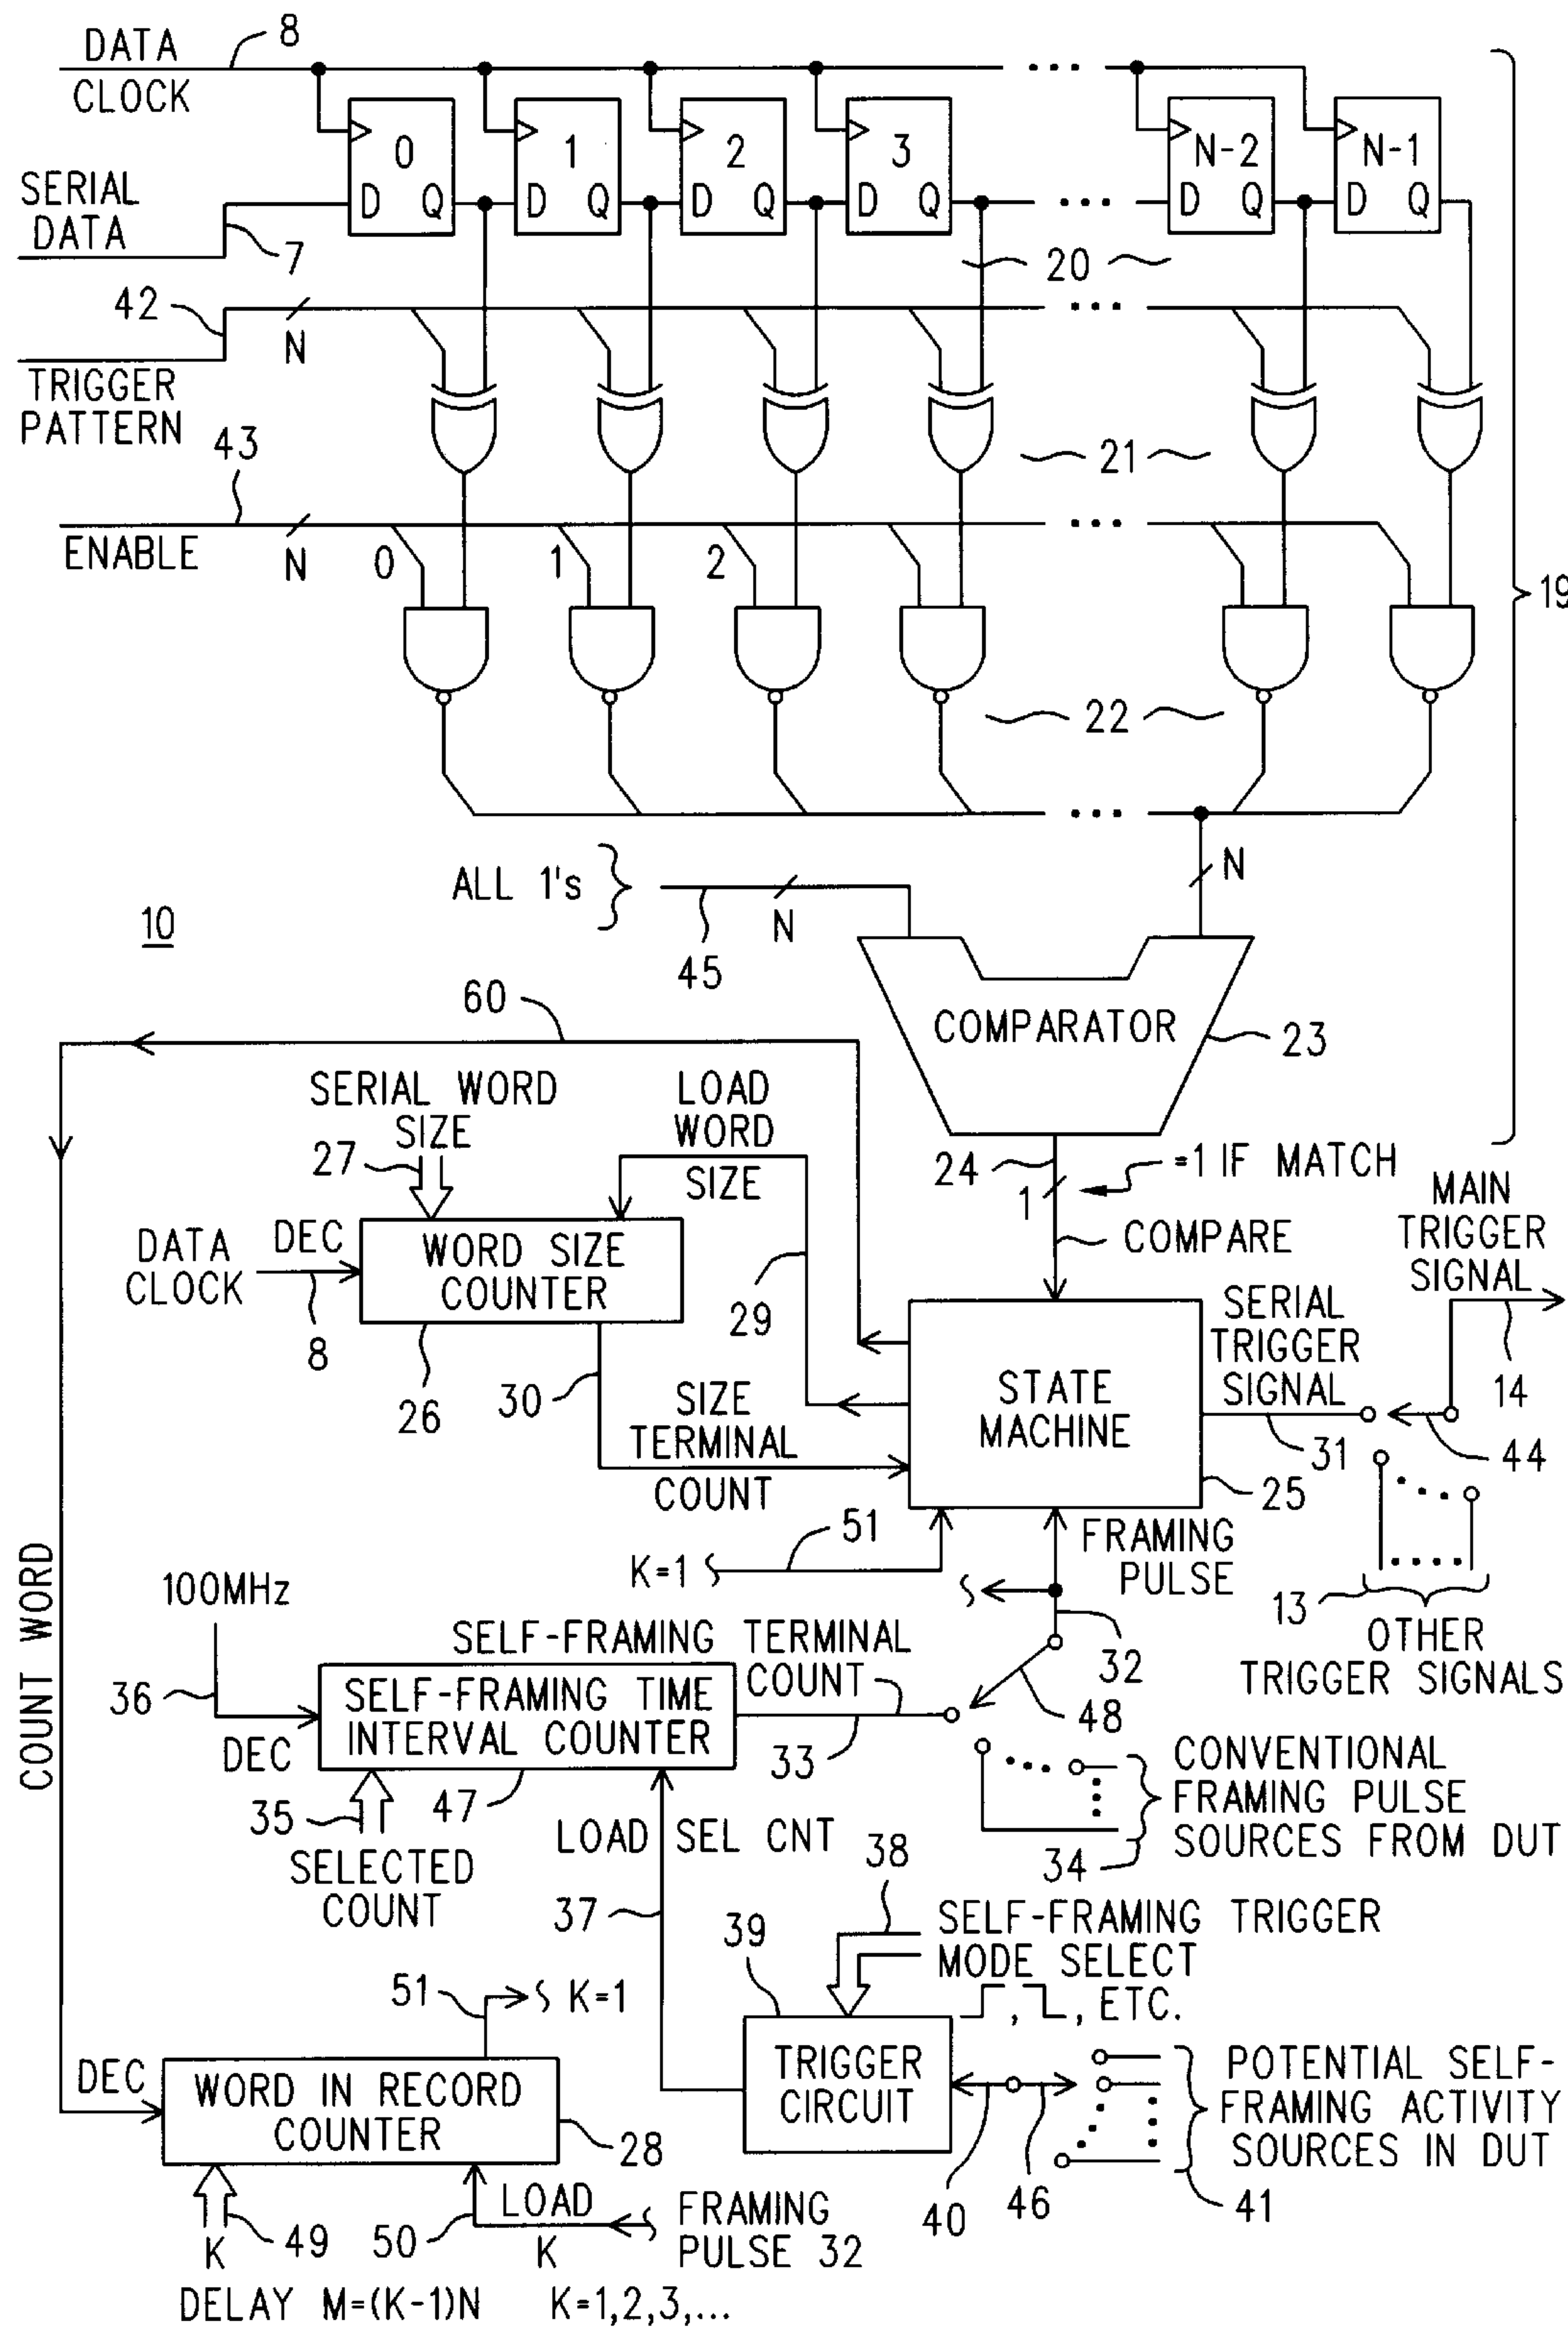 DATA
CLOCK
8
0
1
2
3
N-2
N-1
D Q
D Q
D Q
D Q
D Q
D Q
SERIAL
DATA
7
20
42
N
TRIGGER
PATTERN
21
43
ENABLE
N
0
1
2
19
22
ALL 1's
N
45
N
10
60
COMPARATOR
23
SERIAL WORD
SIZE
27
LOAD
WORD
SIZE
24
1
=1 IF MATCH
COMPARE
MAIN
TRIGGER
SIGNAL
14
DATA
CLOCK
DEC
8
WORD SIZE
COUNTER
26
29
30
SIZE
TERMINAL
COUNT
STATE
MACHINE
25
SERIAL
TRIGGER
SIGNAL
31
44
K=1
51
FRAMING
PULSE
32
13
OTHER
TRIGGER SIGNALS
COUNT WORD
100MHz
36
DEC
SELF-FRAMING TERMINAL
COUNT
SELF-FRAMING TIME
INTERVAL COUNTER
33
48
35
47
SELECTED
COUNT
LOAD SEL CNT
CONVENTIONAL
FRAMING PULSE
SOURCES FROM DUT
34
37
38
39
SELF-FRAMING TRIGGER
MODE SELECT
, , ETC.
TRIGGER
CIRCUIT
40
46
41
POTENTIAL SELF-
FRAMING ACTIVITY
SOURCES IN DUT
51
K=1
DEC
WORD IN RECORD
COUNTER
28
K
49
50
LOAD
K
FRAMING
PULSE 32
DELAY M=(K-1)N K=1,2,3,...